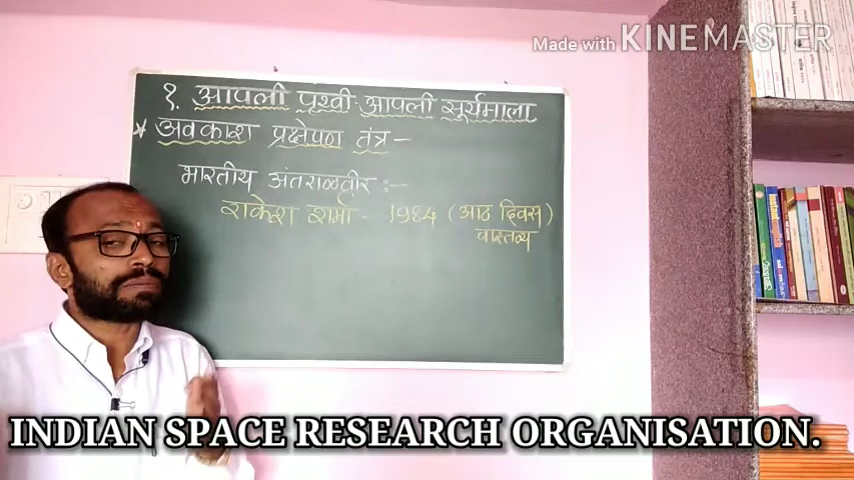 Made with KINEMASTER
१. आपली पृथ्वी-आपली सूर्यमाला
* अवकाश प्रक्षेपण तंत्र -
भारतीय अंतराळवीर :-
राकेश शर्मा - 1984 (आठ दिवस)
वास्तव्य
INDIAN SPACE RESEARCH ORGANISATION.